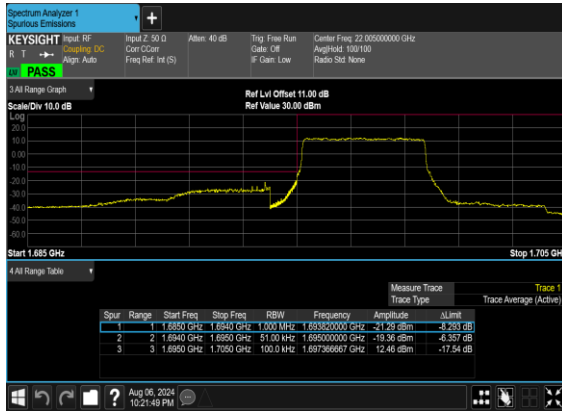 Spectrum Analyzer 1
Spurious Emissions
+
KEYSIGHT Input: RF Input Z: 50 Ω Atten: 40 dB Trig: Free Run Center Freq: 22.005000000 GHz
R T Coupling: DC Corr CCorr Gate: Off Avg|Hold: 100/100
Align: Auto Freq Ref: Int (S) IF Gain: Low Radio Std: None
PASS
3 All Range Graph
Ref Lvl Offset 11.00 dB
Scale/Div 10.0 dB Ref Value 30.00 dBm
Log
20.0
10.0
0.00
-10.0
-20.0
-30.0
-40.0
-50.0
-60.0
Start 1.685 GHz Stop 1.705 GHz
4 All Range Table
Measure Trace Trace 1
Trace Type Trace Average (Active)
Spur Range Start Freq Stop Freq RBW Frequency Amplitude ΔLimit
1 1 1.6850 GHz 1.6940 GHz 1.000 MHz 1.693820000 GHz -21.29 dBm -8.293 dB
2 2 1.6940 GHz 1.6950 GHz 51.00 kHz 1.695000000 GHz -19.36 dBm -6.357 dB
3 3 1.6950 GHz 1.7050 GHz 100.0 kHz 1.697366667 GHz 12.46 dBm -17.54 dB
? Aug 06, 2024
10:21:49 PM